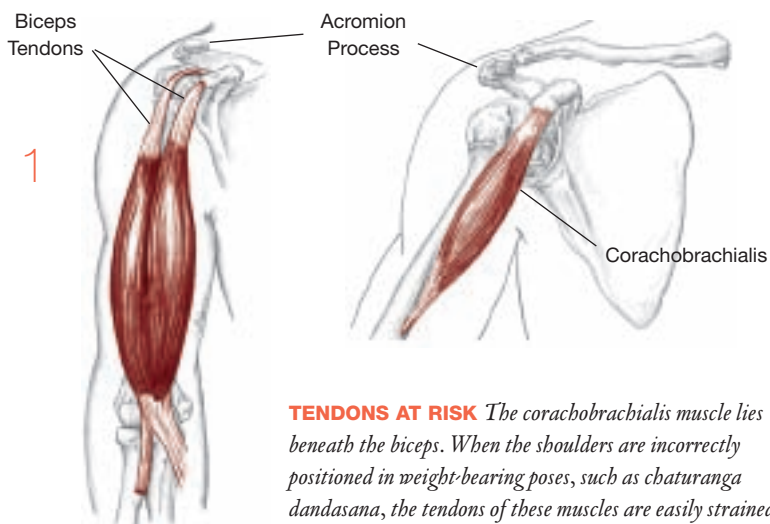 Biceps
Tendons
Acromion
Process
1
Corachobrachialis
TENDONS AT RISK The corachobrachialis muscle lies
beneath the biceps. When the shoulders are incorrectly
positioned in weight-bearing poses, such as chaturanga
dandasana, the tendons of these muscles are easily